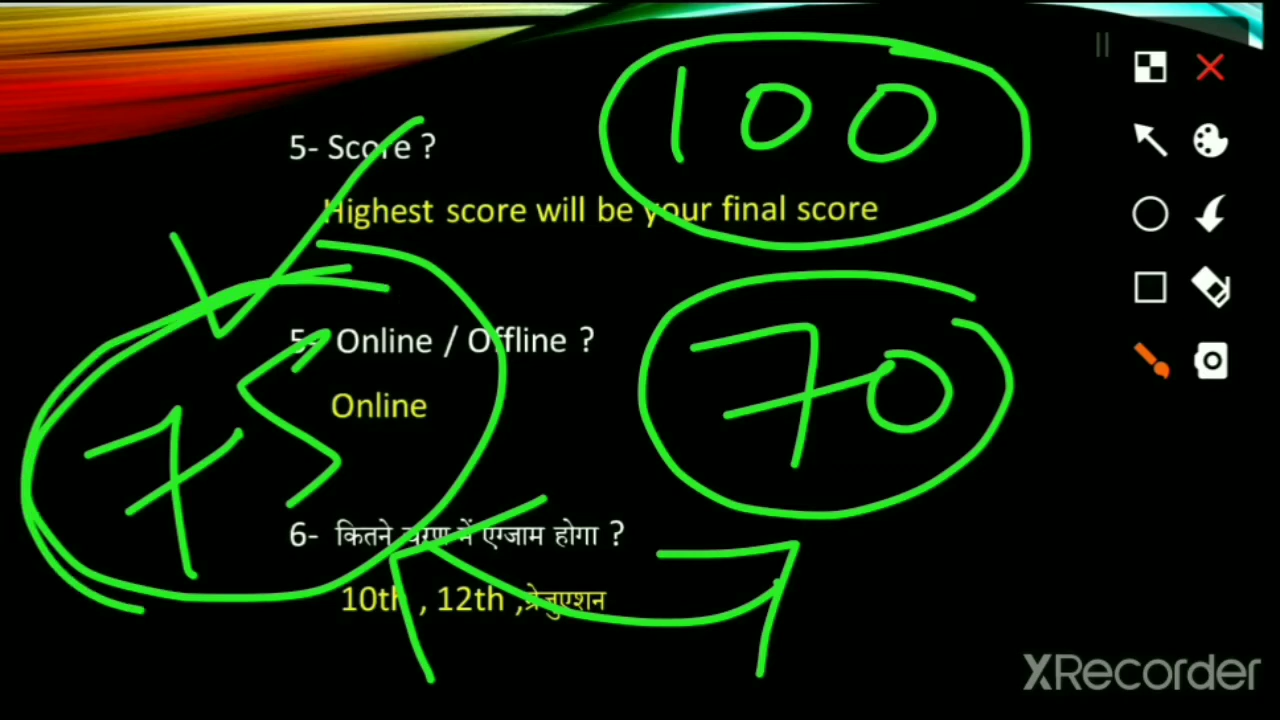 100
5- Score ?
Highest score will be your final score
5- Online / Offline ?
70
Online
75
6- कितने चरण में एग्जाम होगा ?
10th , 12th ,ग्रेजुएशन
XRecorder